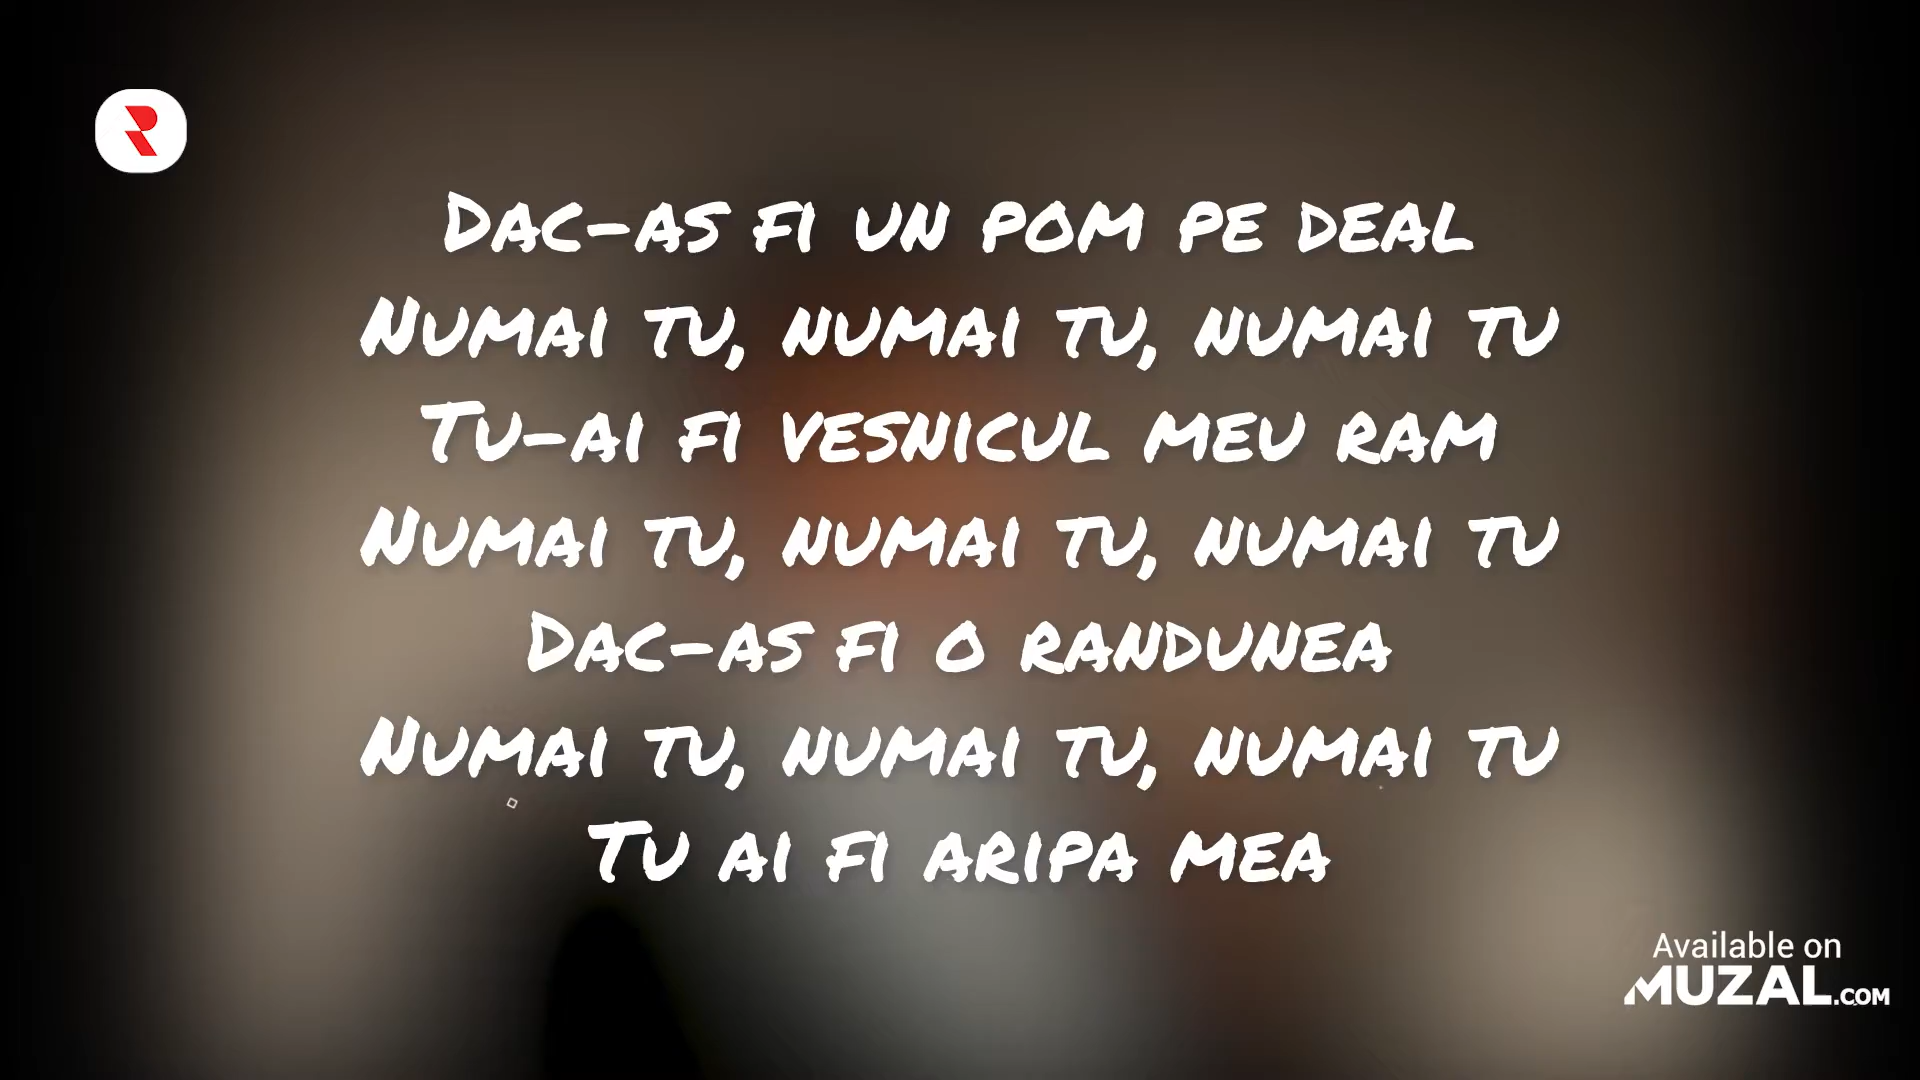 Dac-as fi un pom pe deal
Numai tu, numai tu, numai tu
Tu-ai fi vesnicul meu ram
Numai tu, numai tu, numai tu
Dac-as fi o randunea
Numai tu, numai tu, numai tu
Tu ai fi aripa mea
Available on
MUZAL.COM